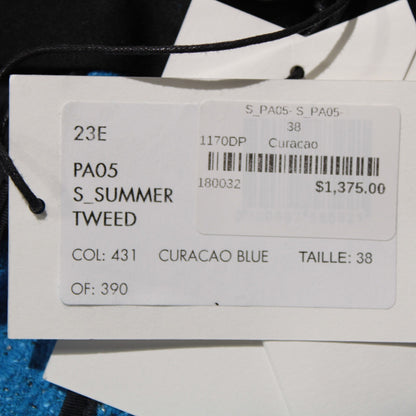 23E
PA05
S_SUMMER
TWEED
COL: 431 CURACAO BLUE TAILLE: 38
OF: 390
S_PA05- S_PA05-
38
1170DP Curacao
180032 $1,375.00